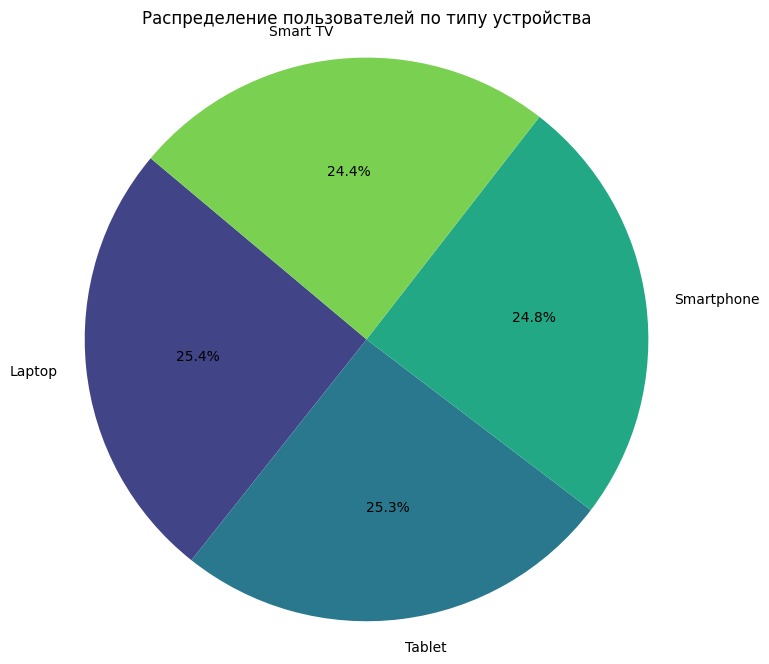 Распределение пользователей по типу устройства
Smart TV
24.4%
Smartphone
24.8%
25.4%
Laptop
25.3%
Tablet